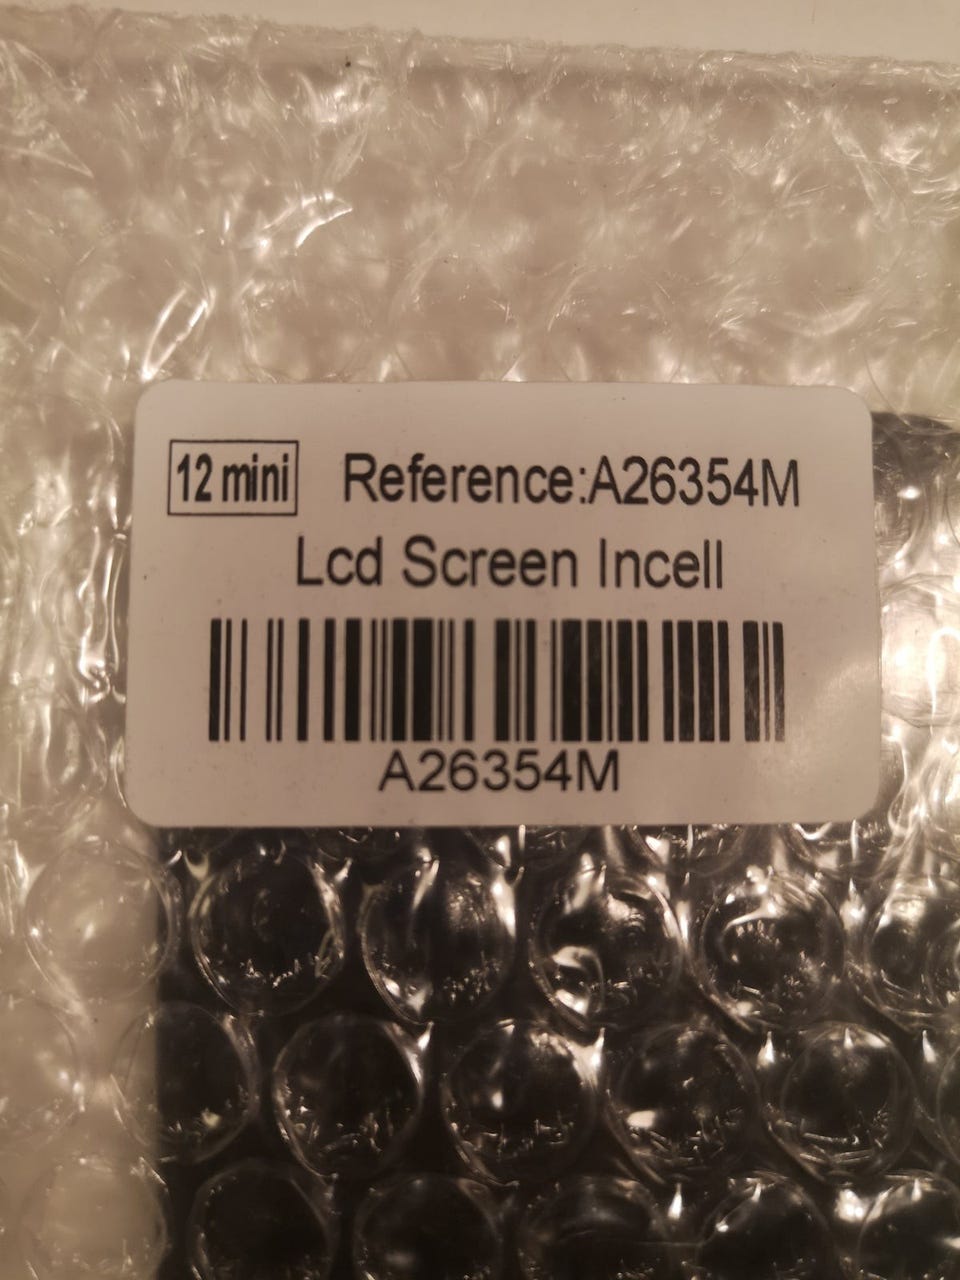 12 mini Reference:A26354M
Lcd Screen Incell
A26354M